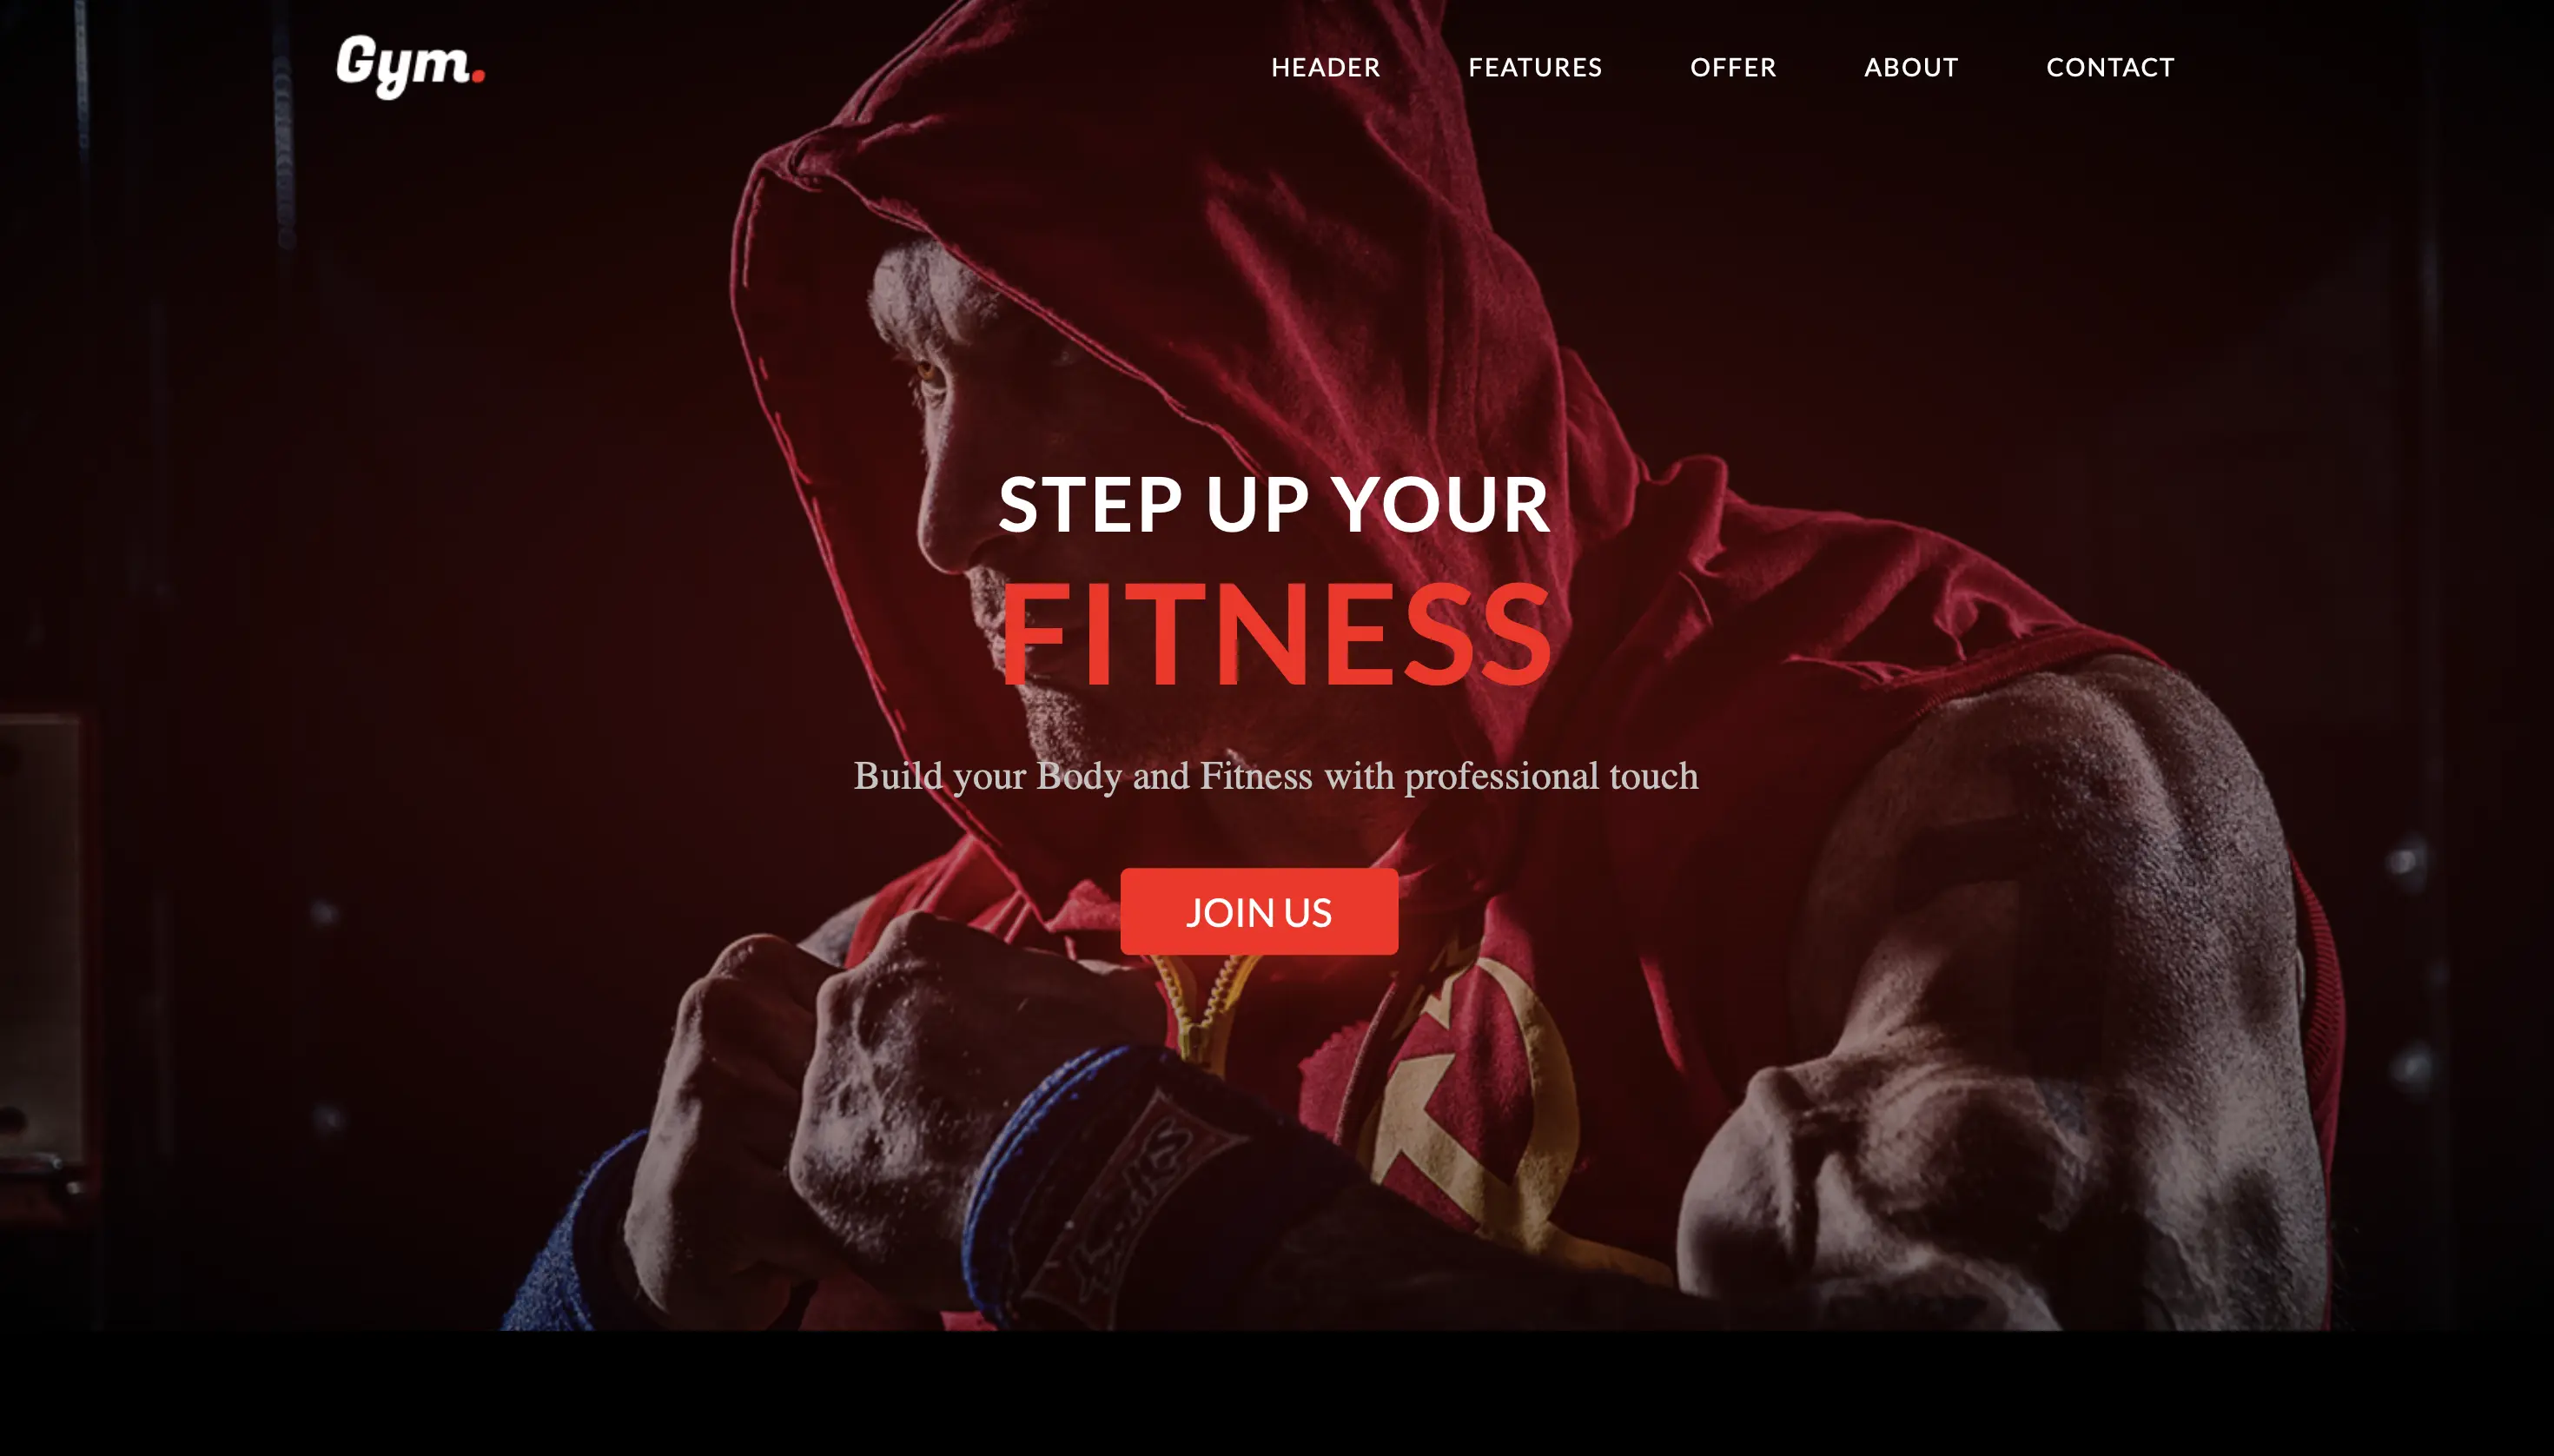 Gym.
HEADER FEATURES OFFER ABOUT CONTACT
STEP UP YOUR
FITNESS
Build your Body and Fitness with professional touch
JOIN US